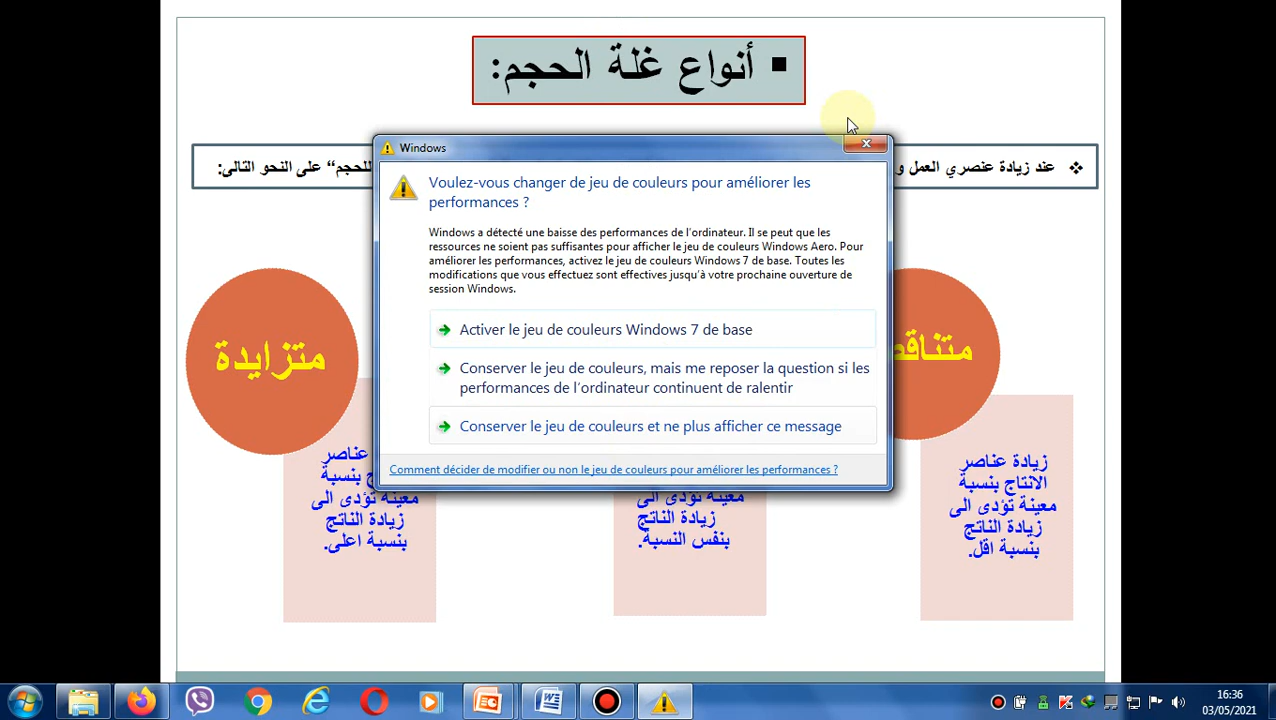 ▪ أنواع غلة الحجم:
❖ عند زيادة عنصري العمل و
للحجم“ على النحو التالى:
Windows
Voulez-vous changer de jeu de couleurs pour améliorer les
performances ?
Windows a détecté une baisse des performances de l'ordinateur. Il se peut que les
ressources ne soient pas suffisantes pour afficher le jeu de couleurs Windows Aero. Pour
améliorer les performances, activez le jeu de couleurs Windows 7 de base. Toutes les
modifications que vous effectuez sont effectives jusqu'à votre prochaine ouverture de
session Windows.
Activer le jeu de couleurs Windows 7 de base
Conserver le jeu de couleurs, mais me reposer la question si les
performances de l'ordinateur continuent de ralentir
Conserver le jeu de couleurs et ne plus afficher ce message
Comment décider de modifier ou non le jeu de couleurs pour améliorer les performances ?
زيادة عناصر
الانتاج بنسبة
معينة تؤدى الى
زيادة الناتج
بنسبة اقل.
معينة تؤدى الى
زيادة الناتج
بنفس النسبة.
متزايدة
عناصر
بنسبة
معينة تؤدى الى
زيادة الناتج
بنسبة اعلى.
16:36
03/05/2021